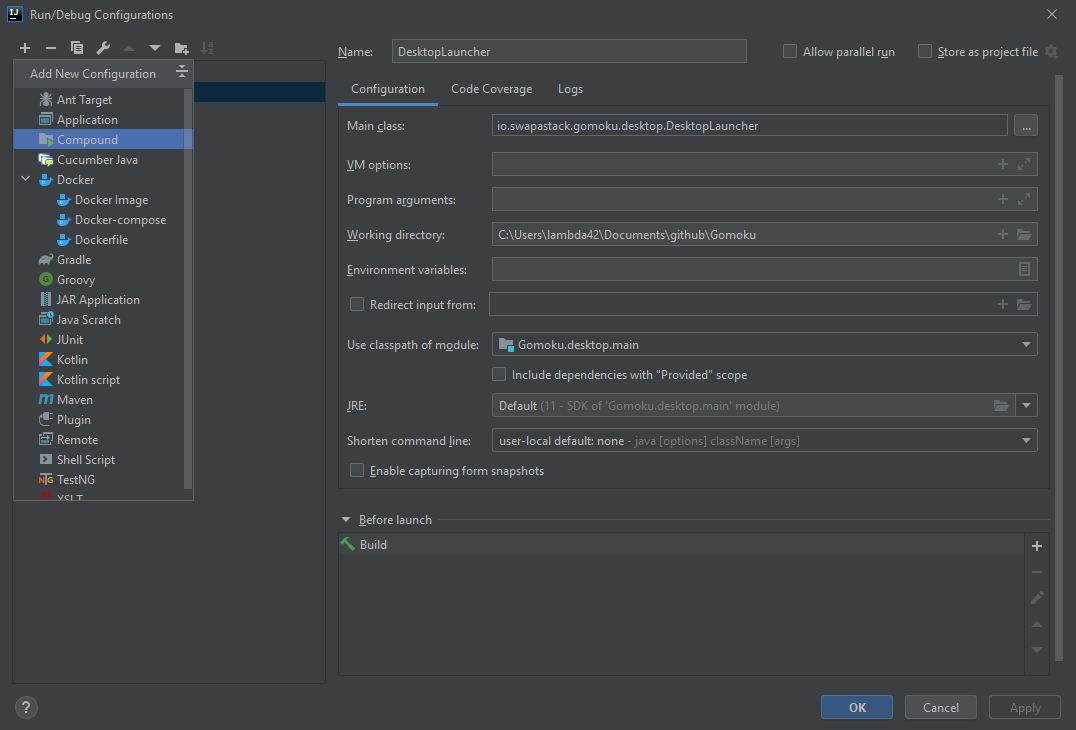 Run/Debug Configurations
Name: DesktopLauncher Allow parallel run Store as project file
Add New Configuration
Ant Target
Application
Compound
Cucumber Java
Docker
Docker Image
Docker-compose
Dockerfile
Gradle
Groovy
JAR Application
Java Scratch
JUnit
Kotlin
Kotlin script
Maven
Plugin
Remote
Shell Script
TestNG
XSLT
Configuration Code Coverage Logs
Main class: io.swapastack.gomoku.desktop.DesktopLauncher ...
VM options:
Program arguments:
Working directory: C:\Users\lambda42\Documents\github\Gomoku
Environment variables:
Redirect input from:
Use classpath of module: Gomoku.desktop.main
Include dependencies with "Provided" scope
JRE: Default (11 - SDK of 'Gomoku.desktop.main' module)
Shorten command line: user-local default: none - java [options] className [args]
Enable capturing form snapshots
Before launch
Build
? OK Cancel Apply